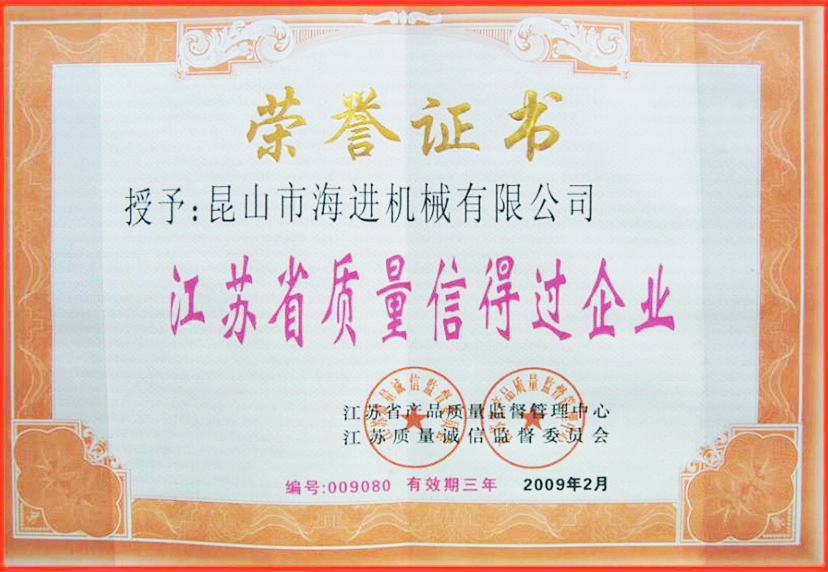 荣誉证书
授予:昆山市海进机械有限公司
江苏省质量信得过企业
江苏省产品质量监督管理中心
江苏质量诚信监督委员会
编号:009080 有效期三年 2009年2月